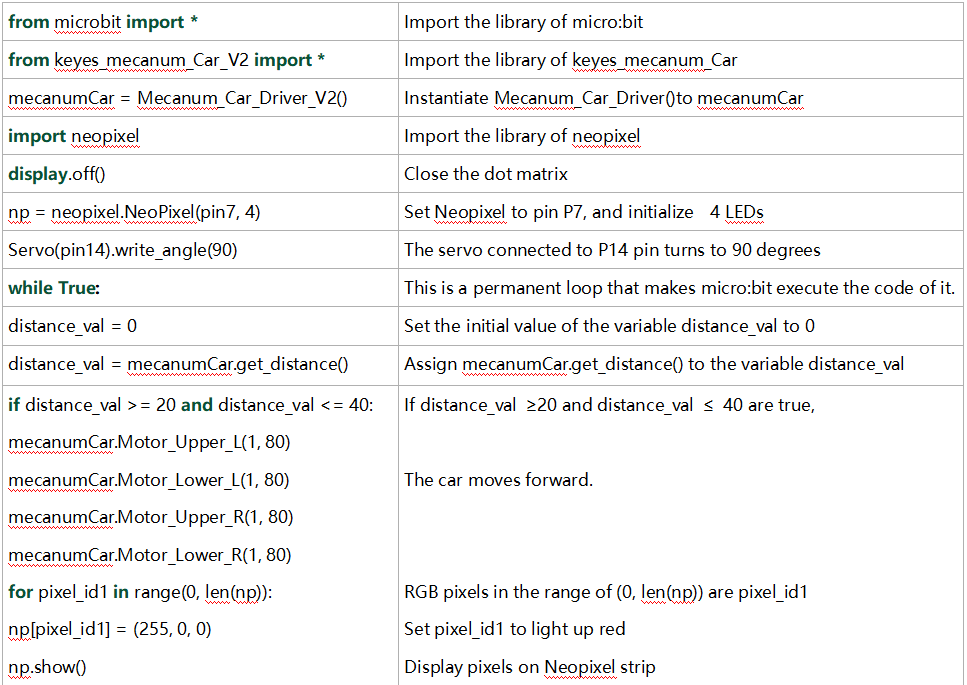 from microbit import *
Import the library of micro:bit
from keyes_mecanum_Car_V2 import *
Import the library of keyes_mecanum_Car
mecanumCar = Mecanum_Car_Driver_V2()
Instantiate Mecanum_Car_Driver()to mecanumCar
import neopixel
Import the library of neopixel
display.off()
Close the dot matrix
np = neopixel.NeoPixel(pin7, 4)
Set Neopixel to pin P7, and initialize 4 LEDs
Servo(pin14).write_angle(90)
The servo connected to P14 pin turns to 90 degrees
while True:
This is a permanent loop that makes micro:bit execute the code of it.
distance_val = 0
Set the initial value of the variable distance_val to 0
distance_val = mecanumCar.get_distance()
Assign mecanumCar.get_distance() to the variable distance_val
if distance_val >= 20 and distance_val <= 40:
If distance_val ≥20 and distance_val ≤ 40 are true,
mecanumCar.Motor_Upper_L(1, 80)
mecanumCar.Motor_Lower_L(1, 80)
The car moves forward.
mecanumCar.Motor_Upper_R(1, 80)
mecanumCar.Motor_Lower_R(1, 80)
for pixel_id1 in range(0, len(np)):
RGB pixels in the range of (0, len(np)) are pixel_id1
np[pixel_id1] = (255, 0, 0)
Set pixel_id1 to light up red
np.show()
Display pixels on Neopixel strip